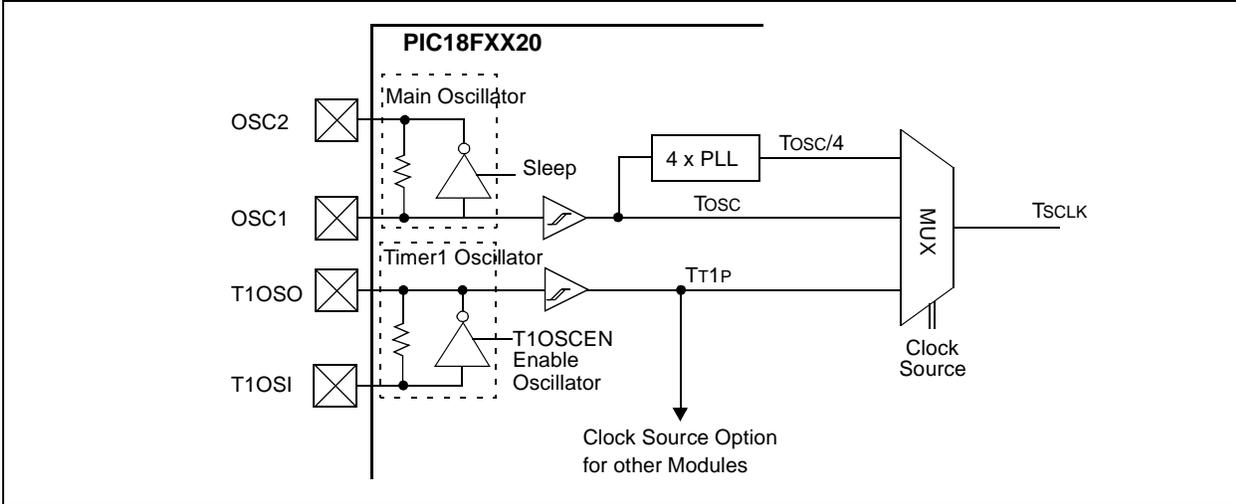 PIC18FXX20
Main Oscillator
OSC2
TOSC/4
4 x PLL
Sleep
TOSC
OSC1
MUX
TSCLK
Timer1 Oscillator
TT1P
T1OSO
T1OSCEN
Enable
Oscillator
Clock
Source
T1OSI
Clock Source Option
for other Modules